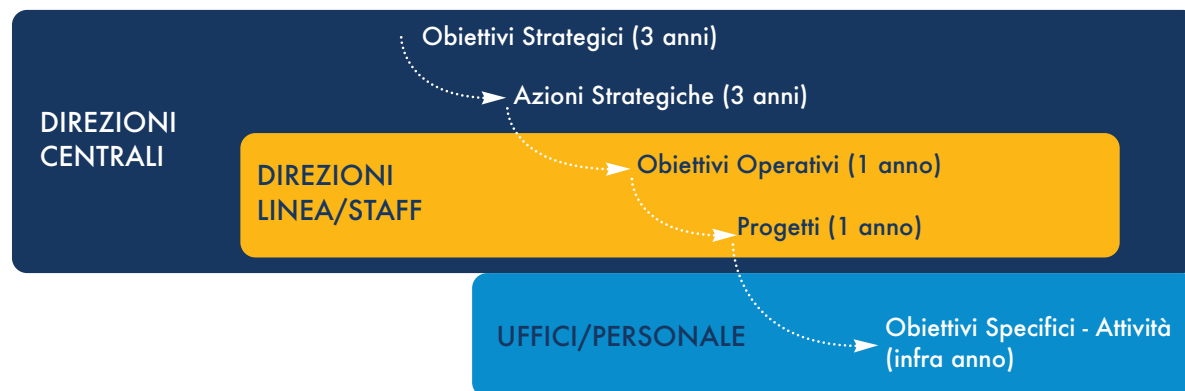 Obiettivi Strategici (3 anni)
Azioni Strategiche (3 anni)
DIREZIONI
CENTRALI
DIREZIONI
LINEA/STAFF
Obiettivi Operativi (1 anno)
Progetti (1 anno)
UFFICI/PERSONALE
Obiettivi Specifici - Attività
(infra anno)